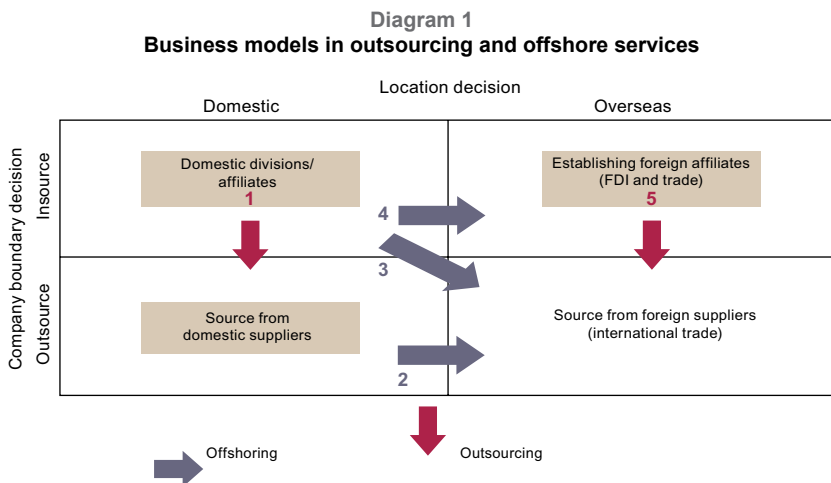 Diagram 1
Business models in outsourcing and offshore services
Location decision
Domestic
Overseas
Company boundary decision
Insource
Outsource
Domestic divisions/
affiliates
1
Establishing foreign affiliates
(FDI and trade)
5
4
3
Source from
domestic suppliers
2
Source from foreign suppliers
(international trade)
Offshoring
Outsourcing